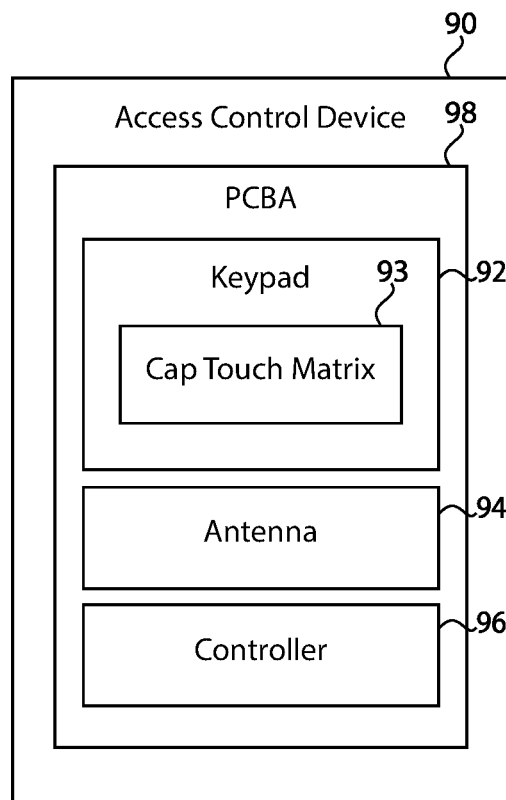 90
Access Control Device
98
PCBA
Keypad
92
93
Cap Touch Matrix
Antenna
94
Controller
96